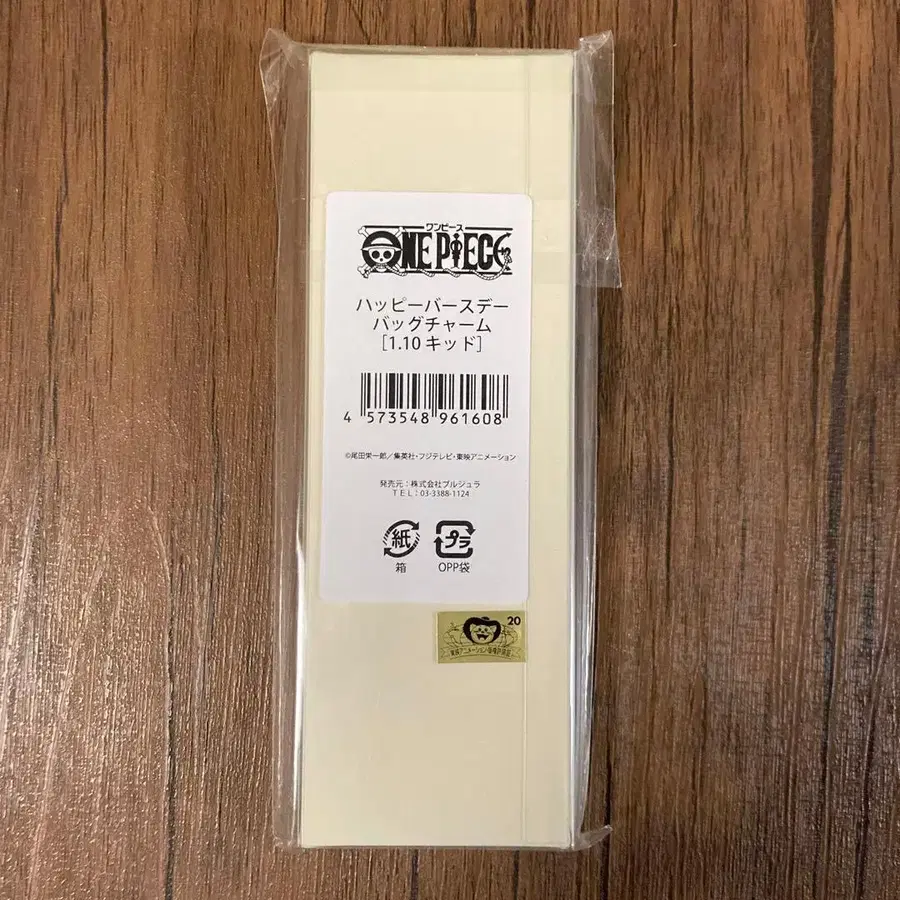 ワンピース
ONE PIECE
ハッピーバースデー
バッグチャーム
[1.10 キッド]
4 573548 961608
©尾田栄一郎／集英社・フジテレビ・東映アニメーション
発売元：株式会社ブルジュラ
TEL：03-3388-1124
紙
プラ
箱
OPP袋
20